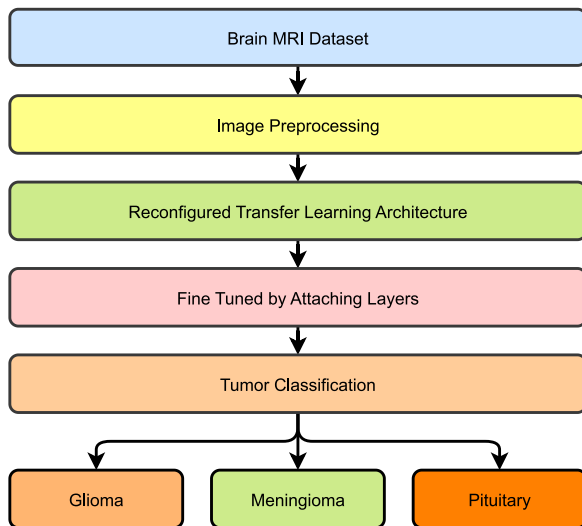 Brain MRI Dataset
Image Preprocessing
Reconfigured Transfer Learning Architecture
Fine Tuned by Attaching Layers
Tumor Classification
Glioma
Meningioma
Pituitary